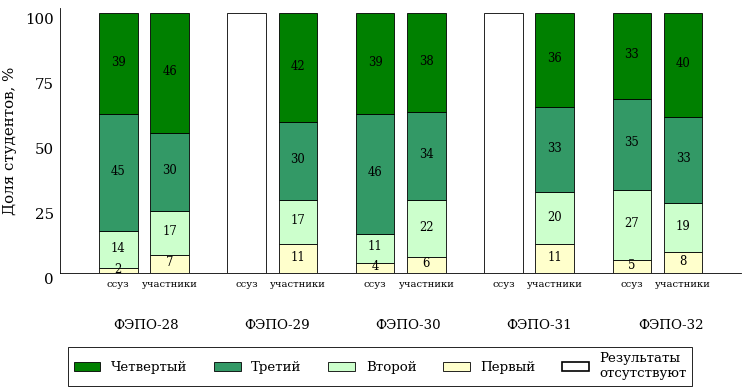 Доля студентов, %
100
75
50
25
0
39 46 42 39 38 36 33 40
45 30 30 46 34 33 35 33
14 17 17 11 22 20 27 19
2 7 11 4 6 11 5 8
ссуз участники ссуз участники ссуз участники ссуз участники ссуз участники
ФЭПО-28 ФЭПО-29 ФЭПО-30 ФЭПО-31 ФЭПО-32
Четвертый Третий Второй Первый Результаты
отсутствуют